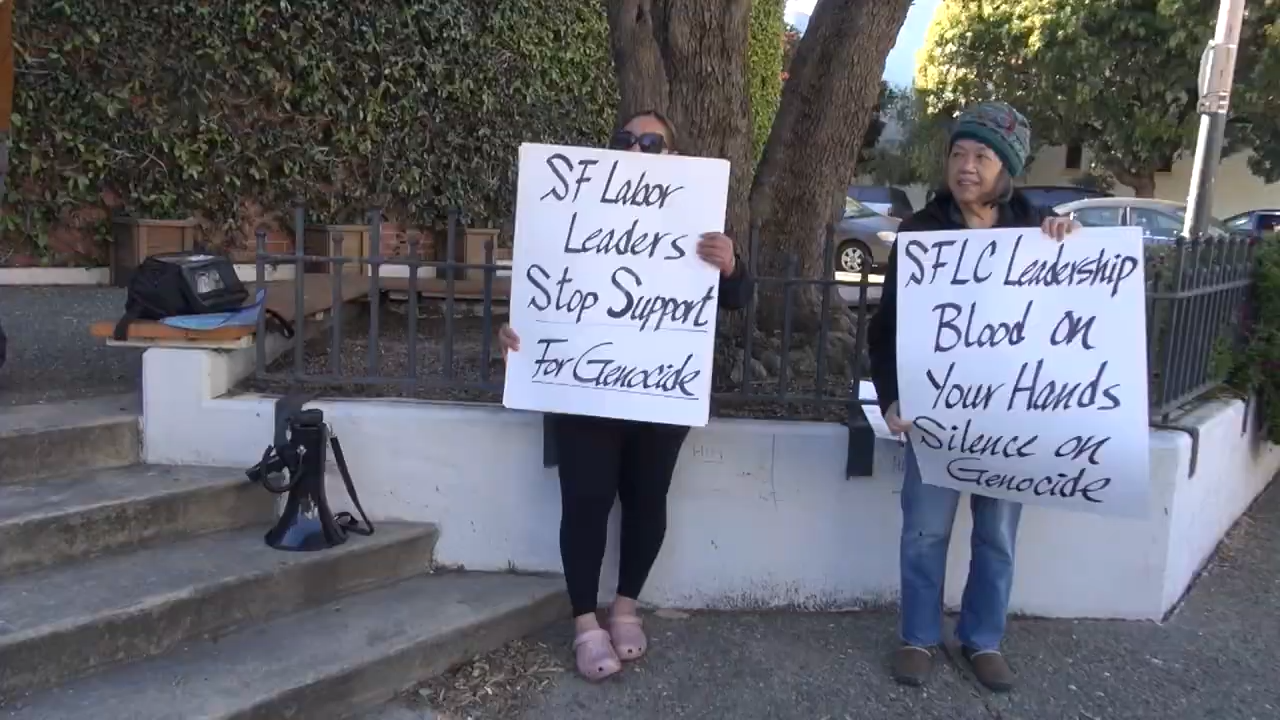 SF Labor
Leaders
Stop Support
For Genocide
SFLC Leadership
Blood on
Your Hands
Silence on
Genocide